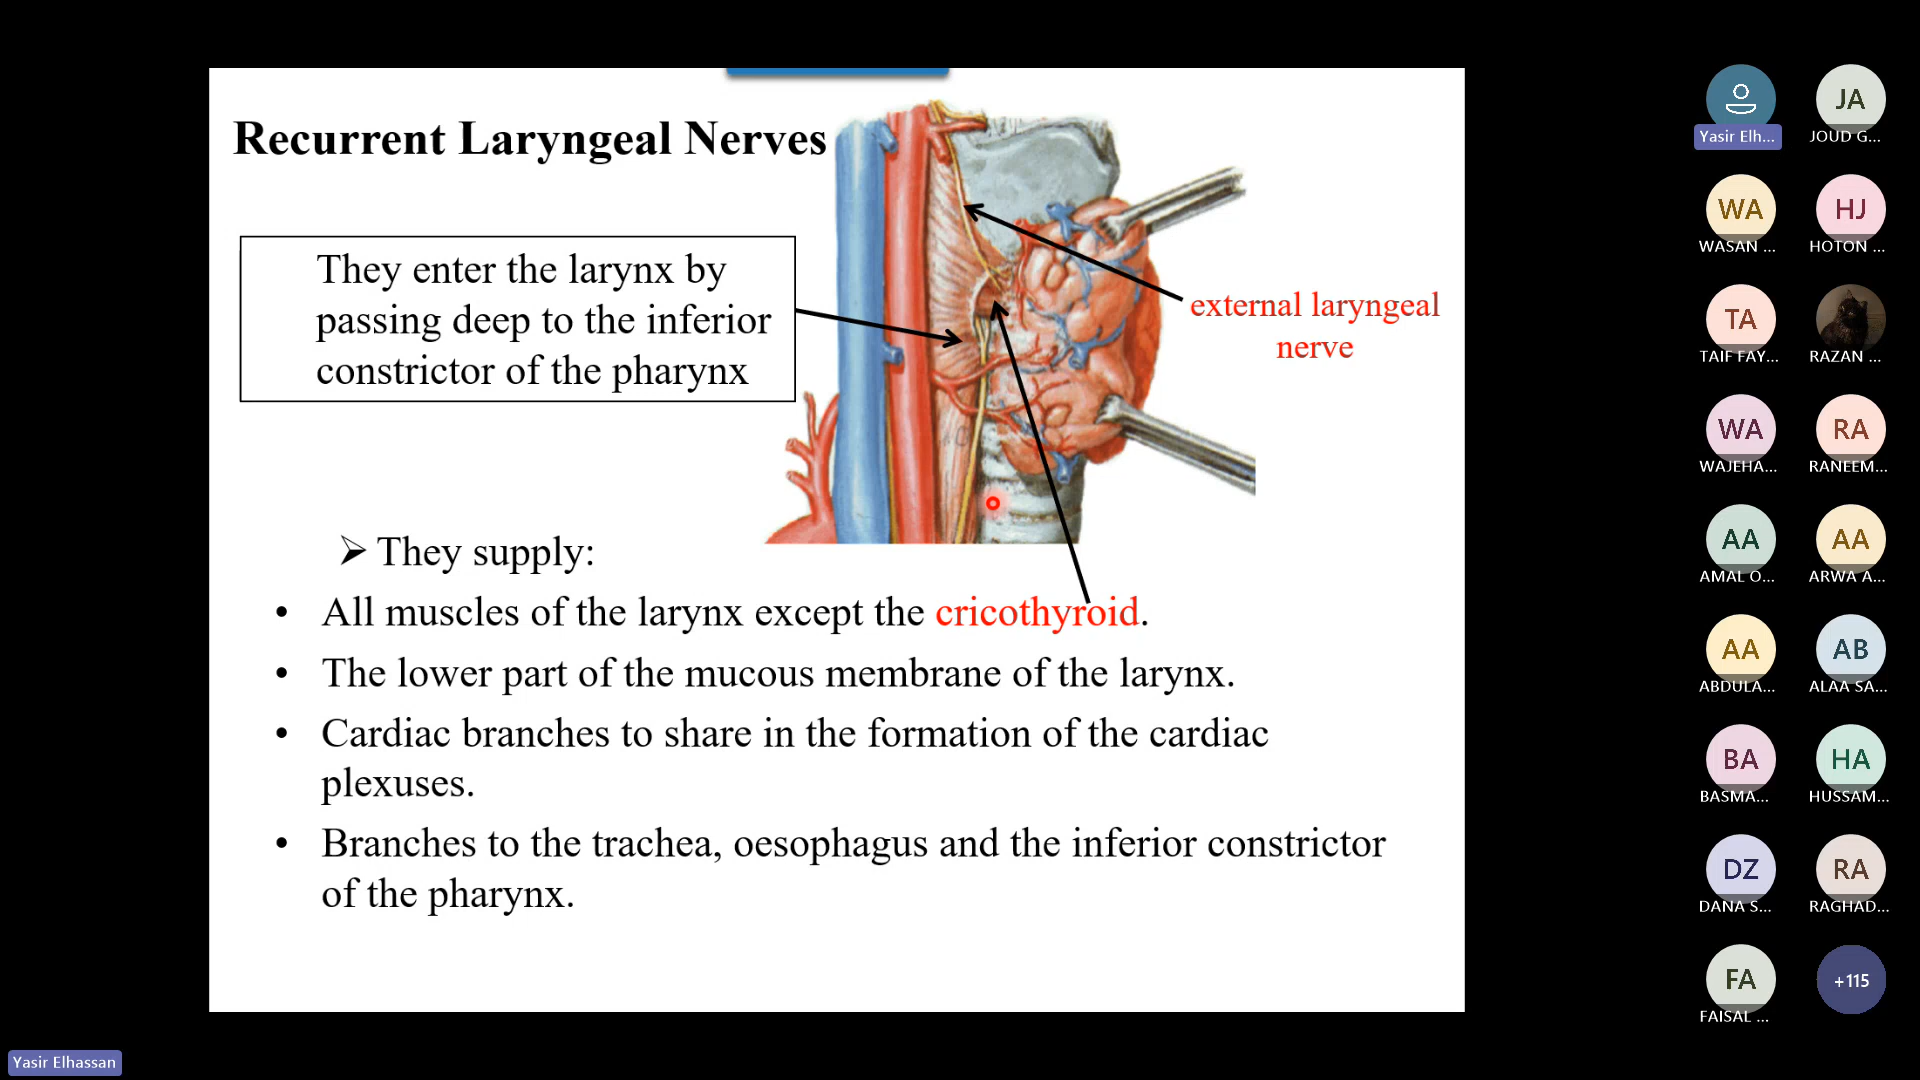 Recurrent Laryngeal Nerves
They enter the larynx by
passing deep to the inferior
constrictor of the pharynx
external laryngeal
nerve
➢ They supply:
• All muscles of the larynx except the cricothyroid.
• The lower part of the mucous membrane of the larynx.
• Cardiac branches to share in the formation of the cardiac
plexuses.
• Branches to the trachea, oesophagus and the inferior constrictor
of the pharynx.
Yasir Elh...
JA
JOUD G...
WA
WASAN ...
HJ
HOTON ...
TA
TAIF FAY...
RAZAN ...
WA
WAJEHA...
RA
RANEEM...
AA
AMAL O...
AA
ARWA A...
AA
ABDULA...
AB
ALAA SA...
BA
BASMA...
HA
HUSSAM...
DZ
DANA S...
RA
RAGHAD...
FA
FAISAL ...
+115
Yasir Elhassan